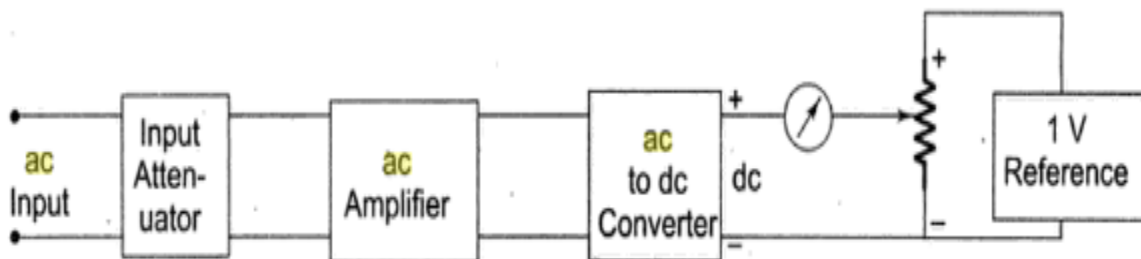 ac
Input
Input
Atten-
uator
ac
Amplifier
ac
to dc
Converter
+
dc
−
+
−
1 V
Reference